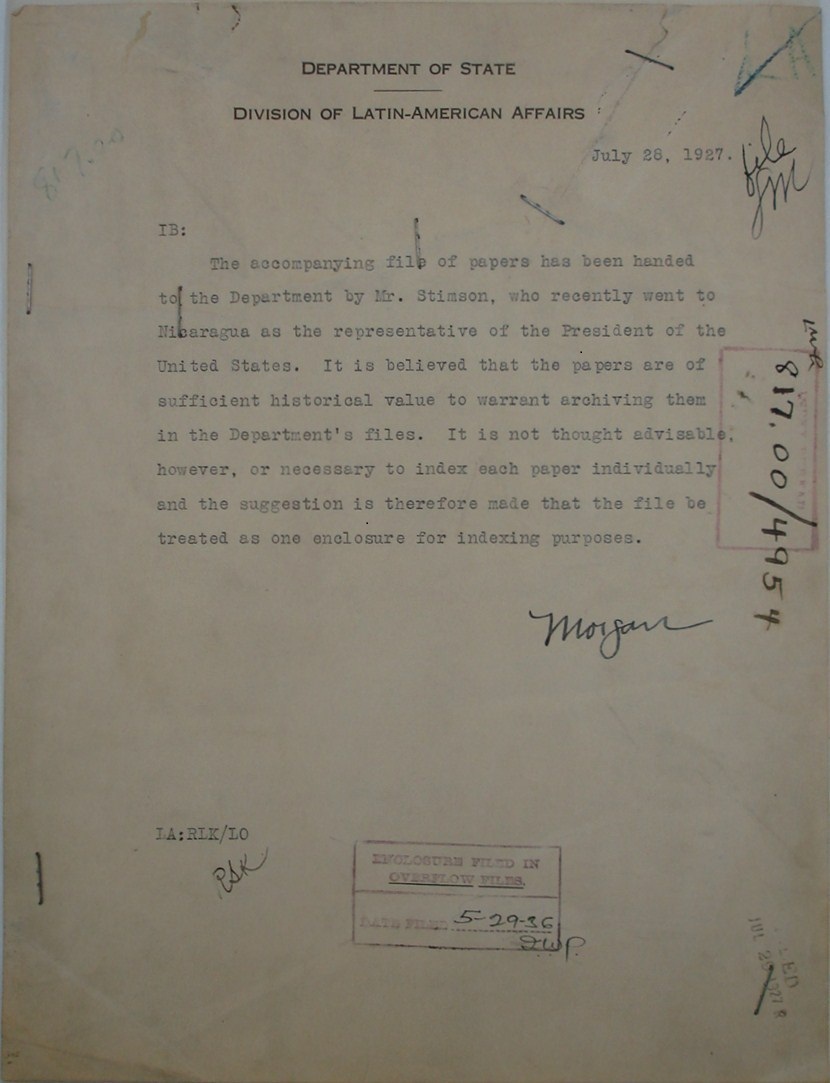 DEPARTMENT OF STATE
DIVISION OF LATIN-AMERICAN AFFAIRS
LA
July 28, 1927.
file
JM
IB:
The accompanying file of papers has been handed
to the Department by Mr. Stimson, who recently went to
Nicaragua as the representative of the President of the
United States. It is believed that the papers are of
sufficient historical value to warrant archiving them
in the Department's files. It is not thought advisable,
however, or necessary to index each paper individually
and the suggestion is therefore made that the file be
treated as one enclosure for indexing purposes.
817.00/4954
Morgan
LA:RLK/LO
ENCLOSURE FILED IN
OVERFLOW FILES.
DATE FILED 5-29-36